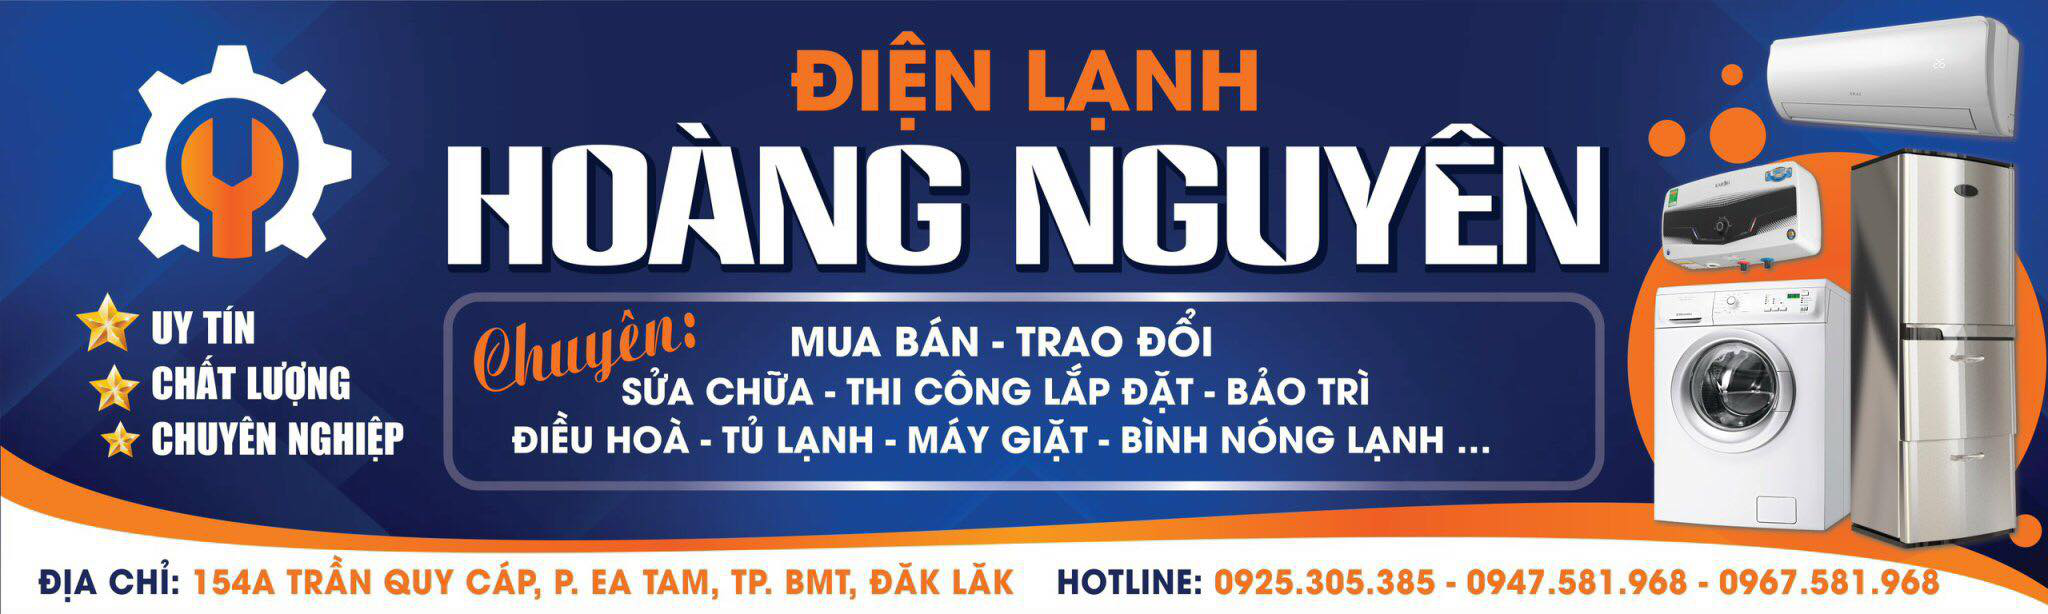 ĐIỆN LẠNH
HOÀNG NGUYÊN
UY TÍN
CHẤT LƯỢNG
CHUYÊN NGHIỆP
Chuyên:
MUA BÁN - TRAO ĐỔI
SỬA CHỮA - THI CÔNG LẮP ĐẶT - BẢO TRÌ
ĐIỀU HOÀ - TỦ LẠNH - MÁY GIẶT - BÌNH NÓNG LẠNH ...
ĐỊA CHỈ: 154A TRẦN QUY CÁP, P. EA TAM, TP. BMT, ĐĂK LĂK
HOTLINE: 0925.305.385 - 0947.581.968 - 0967.581.968